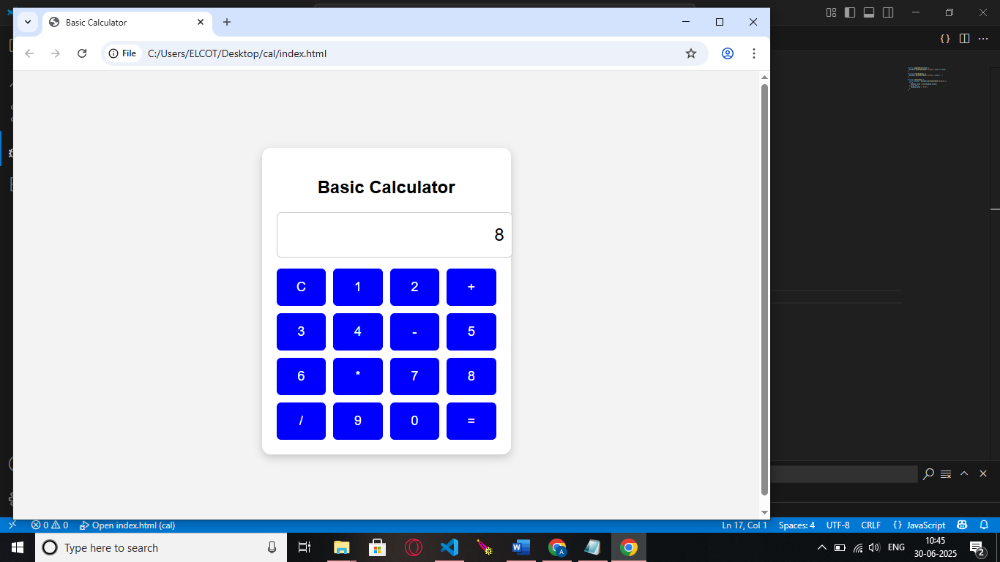 Basic Calculator
File C:/Users/ELCOT/Desktop/cal/index.html
Basic Calculator
8
C 1 2 +
3 4 - 5
6 * 7 8
/ 9 0 =
0 0 Open index.html (cal) Ln 17, Col 1 Spaces: 4 UTF-8 CRLF {} JavaScript
Type here to search ENG 10:45
30-06-2025 2